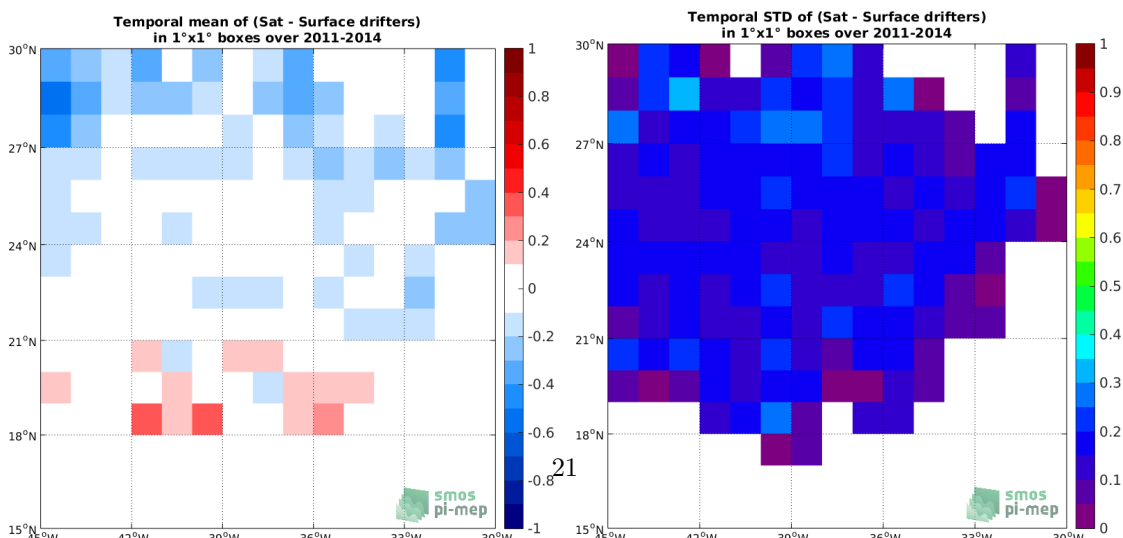 Temporal mean of (Sat - Surface drifters)
in 1°x1° boxes over 2011-2014
30°N
27°N
24°N
21°N
18°N
15°N
45°W
42°W
39°W
36°W
33°W
30°W
1
0.8
0.6
0.4
0.2
0
-0.2
-0.4
-0.6
-0.8
-1
smos
pi-mep
Temporal STD of (Sat - Surface drifters)
in 1°x1° boxes over 2011-2014
30°N
27°N
24°N
21°N
18°N
15°N
45°W
42°W
39°W
36°W
33°W
30°W
1
0.9
0.8
0.7
0.6
0.5
0.4
0.3
0.2
0.1
0
smos
pi-mep
21